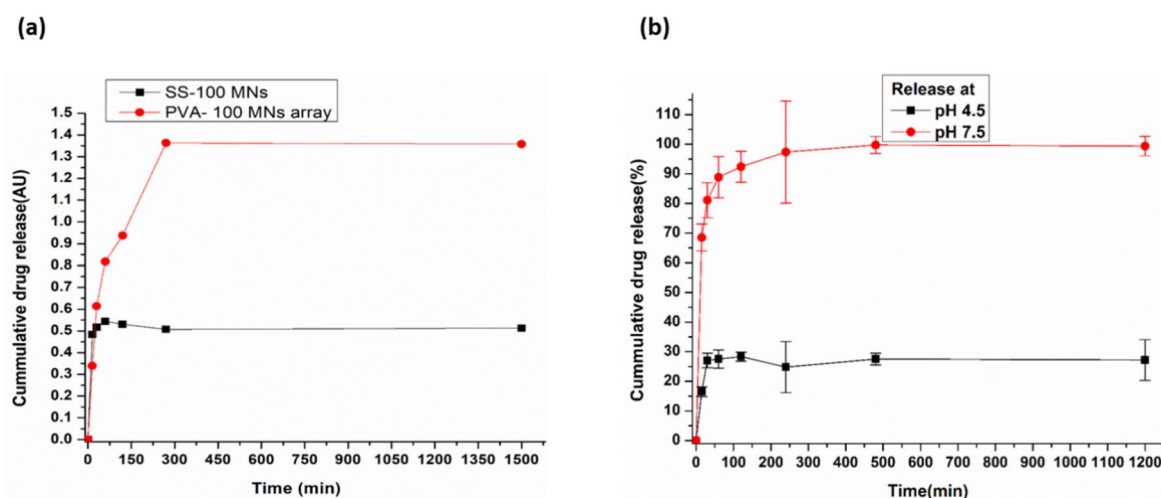 (a)
SS-100 MNs
PVA- 100 MNs array
Cummulative drug release(AU)
1.5
1.4
1.3
1.2
1.1
1.0
0.9
0.8
0.7
0.6
0.5
0.4
0.3
0.2
0.1
0.0
0 150 300 450 600 750 900 1050 1200 1350 1500
Time (min)
(b)
Release at
pH 4.5
pH 7.5
Cummulative drug release(%)
110
100
90
80
70
60
50
40
30
20
10
0
0 100 200 300 400 500 600 700 800 900 1000 1100 1200
Time(min)